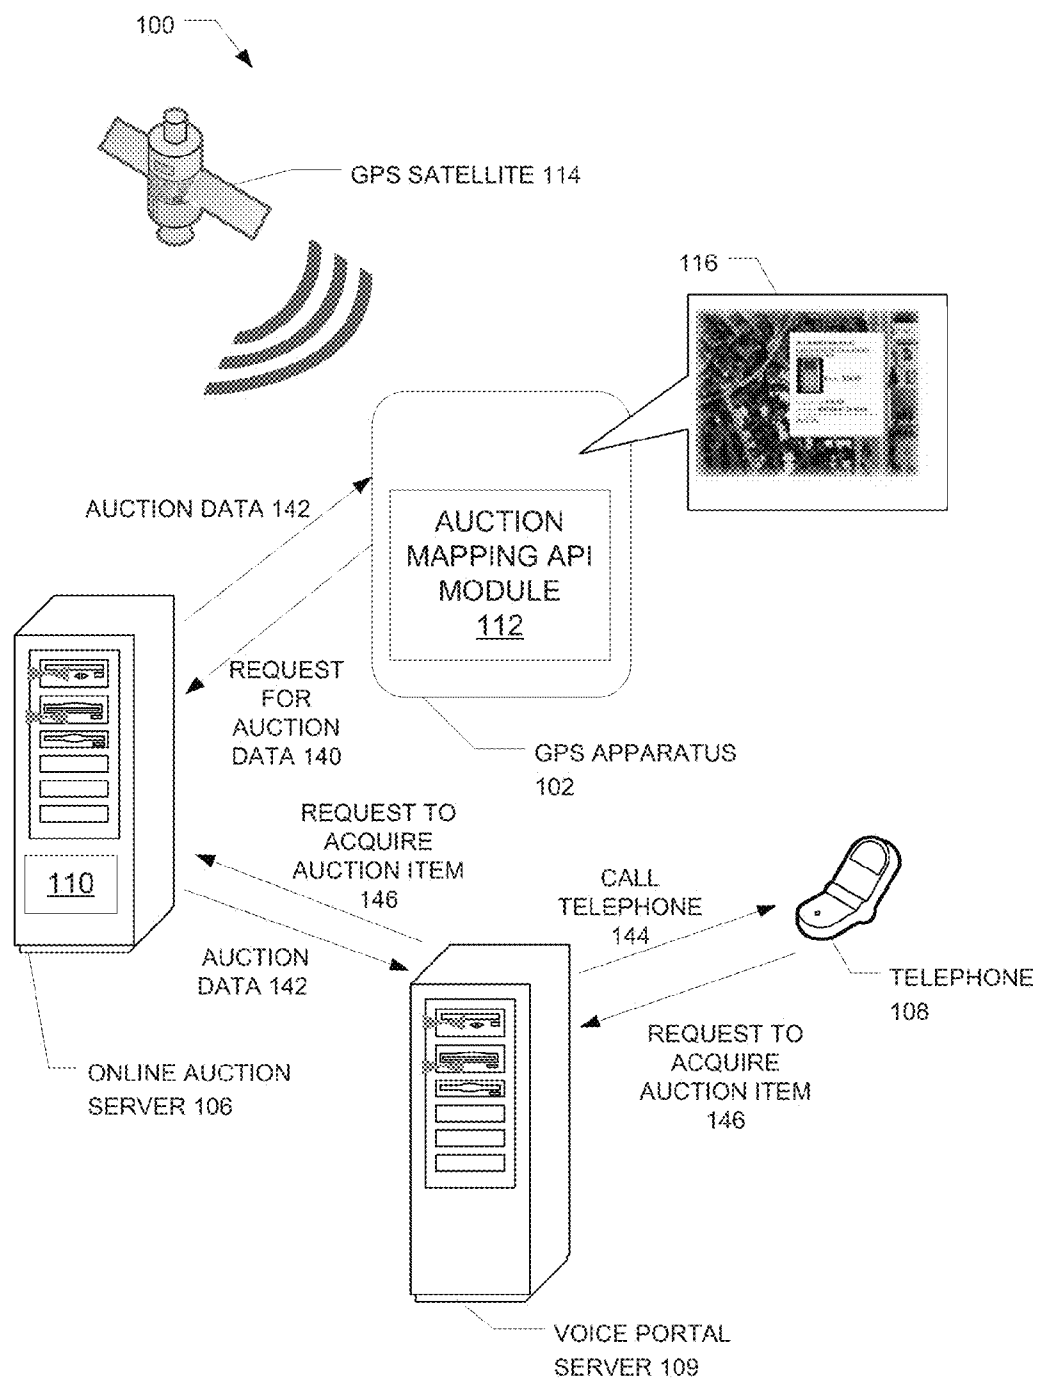 100
GPS SATELLITE 114
116
AUCTION DATA 142
AUCTION
MAPPING API
MODULE
112
REQUEST
FOR
AUCTION
DATA 140
GPS APPARATUS
102
REQUEST TO
ACQUIRE
AUCTION ITEM
146
110
CALL
TELEPHONE
144
AUCTION
DATA 142
TELEPHONE
108
REQUEST TO
ACQUIRE
AUCTION ITEM
146
ONLINE AUCTION
SERVER 106
VOICE PORTAL
SERVER 109